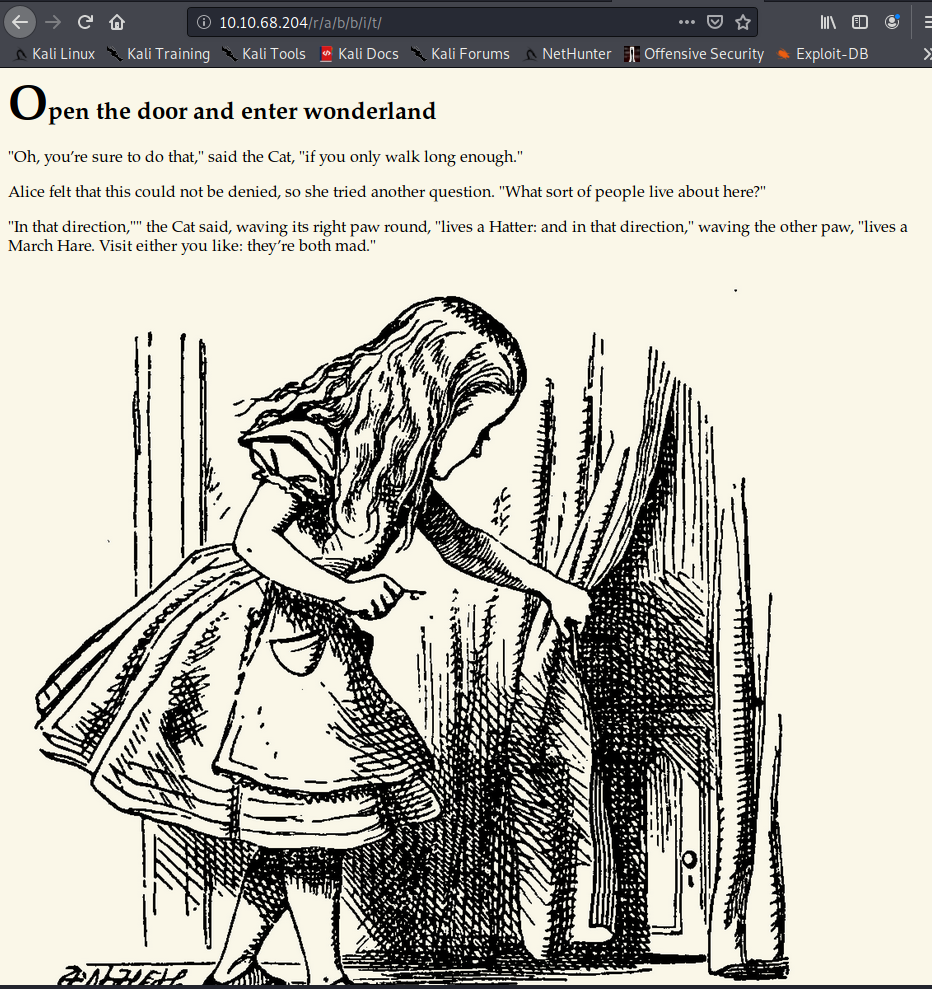 10.10.68.204/r/a/b/b/i/t/
Kali Linux Kali Training Kali Tools Kali Docs Kali Forums NetHunter Offensive Security Exploit-DB
Open the door and enter wonderland
"Oh, you’re sure to do that," said the Cat, "if you only walk long enough."
Alice felt that this could not be denied, so she tried another question. "What sort of people live about here?"
"In that direction,"" the Cat said, waving its right paw round, "lives a Hatter: and in that direction," waving the other paw, "lives a
March Hare. Visit either you like: they’re both mad."